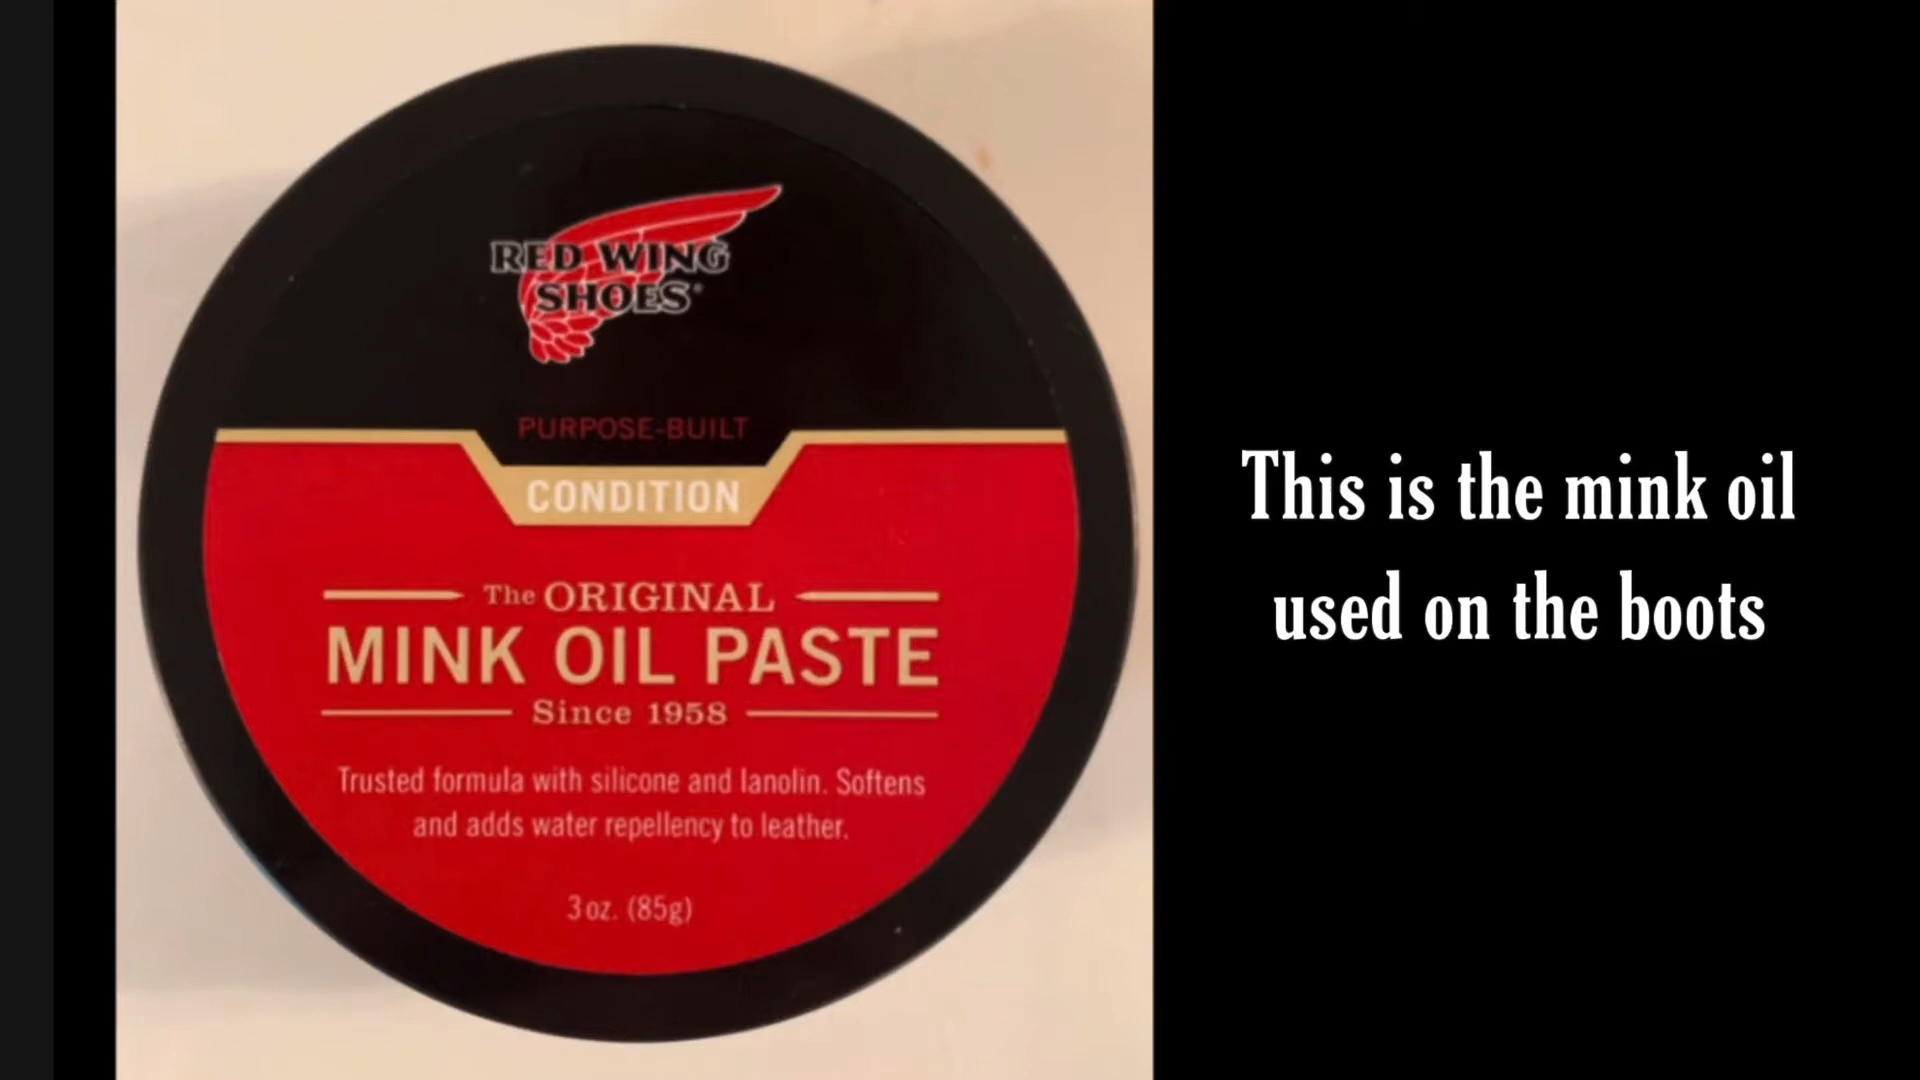 RED WING
SHOES®
PURPOSE-BUILT
CONDITION
The ORIGINAL
MINK OIL PASTE
Since 1958
Trusted formula with silicone and lanolin. Softens
and adds water repellency to leather.
3 oz. (85g)
This is the mink oil
used on the boots